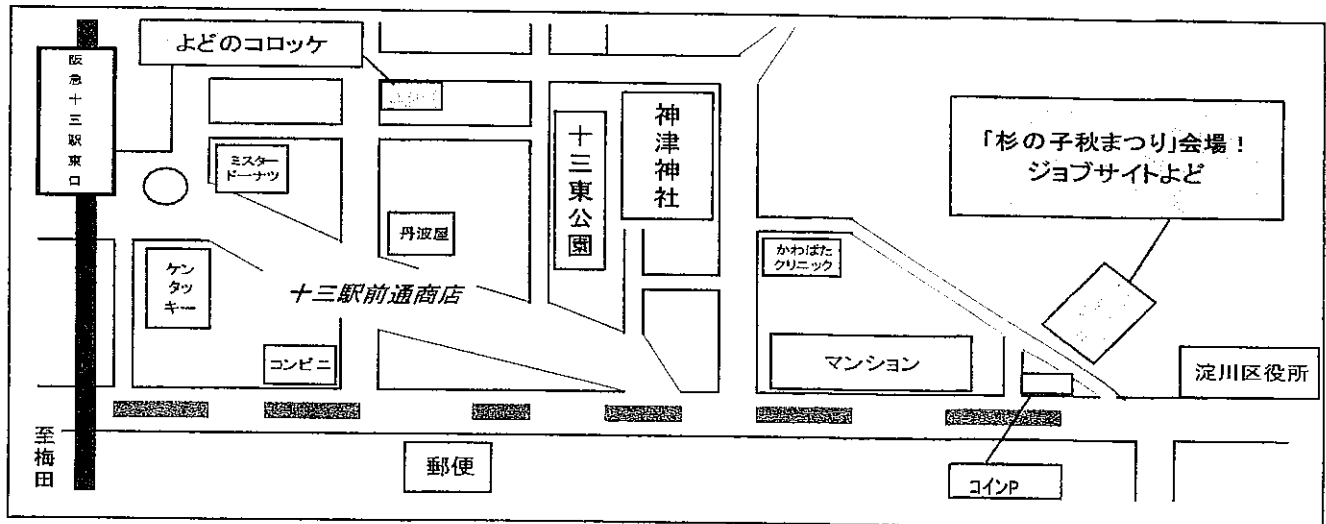 よどのコロッケ
阪急十三駅東口
ミスター
ドーナツ
丹波屋
十三東公園
神津神社
「杉の子秋まつり」会場！
ジョブサイトよど
かわばた
クリニック
ケンタッキー
十三駅前通商店
コンビニ
マンション
淀川区役所
至梅田
郵便
コインP